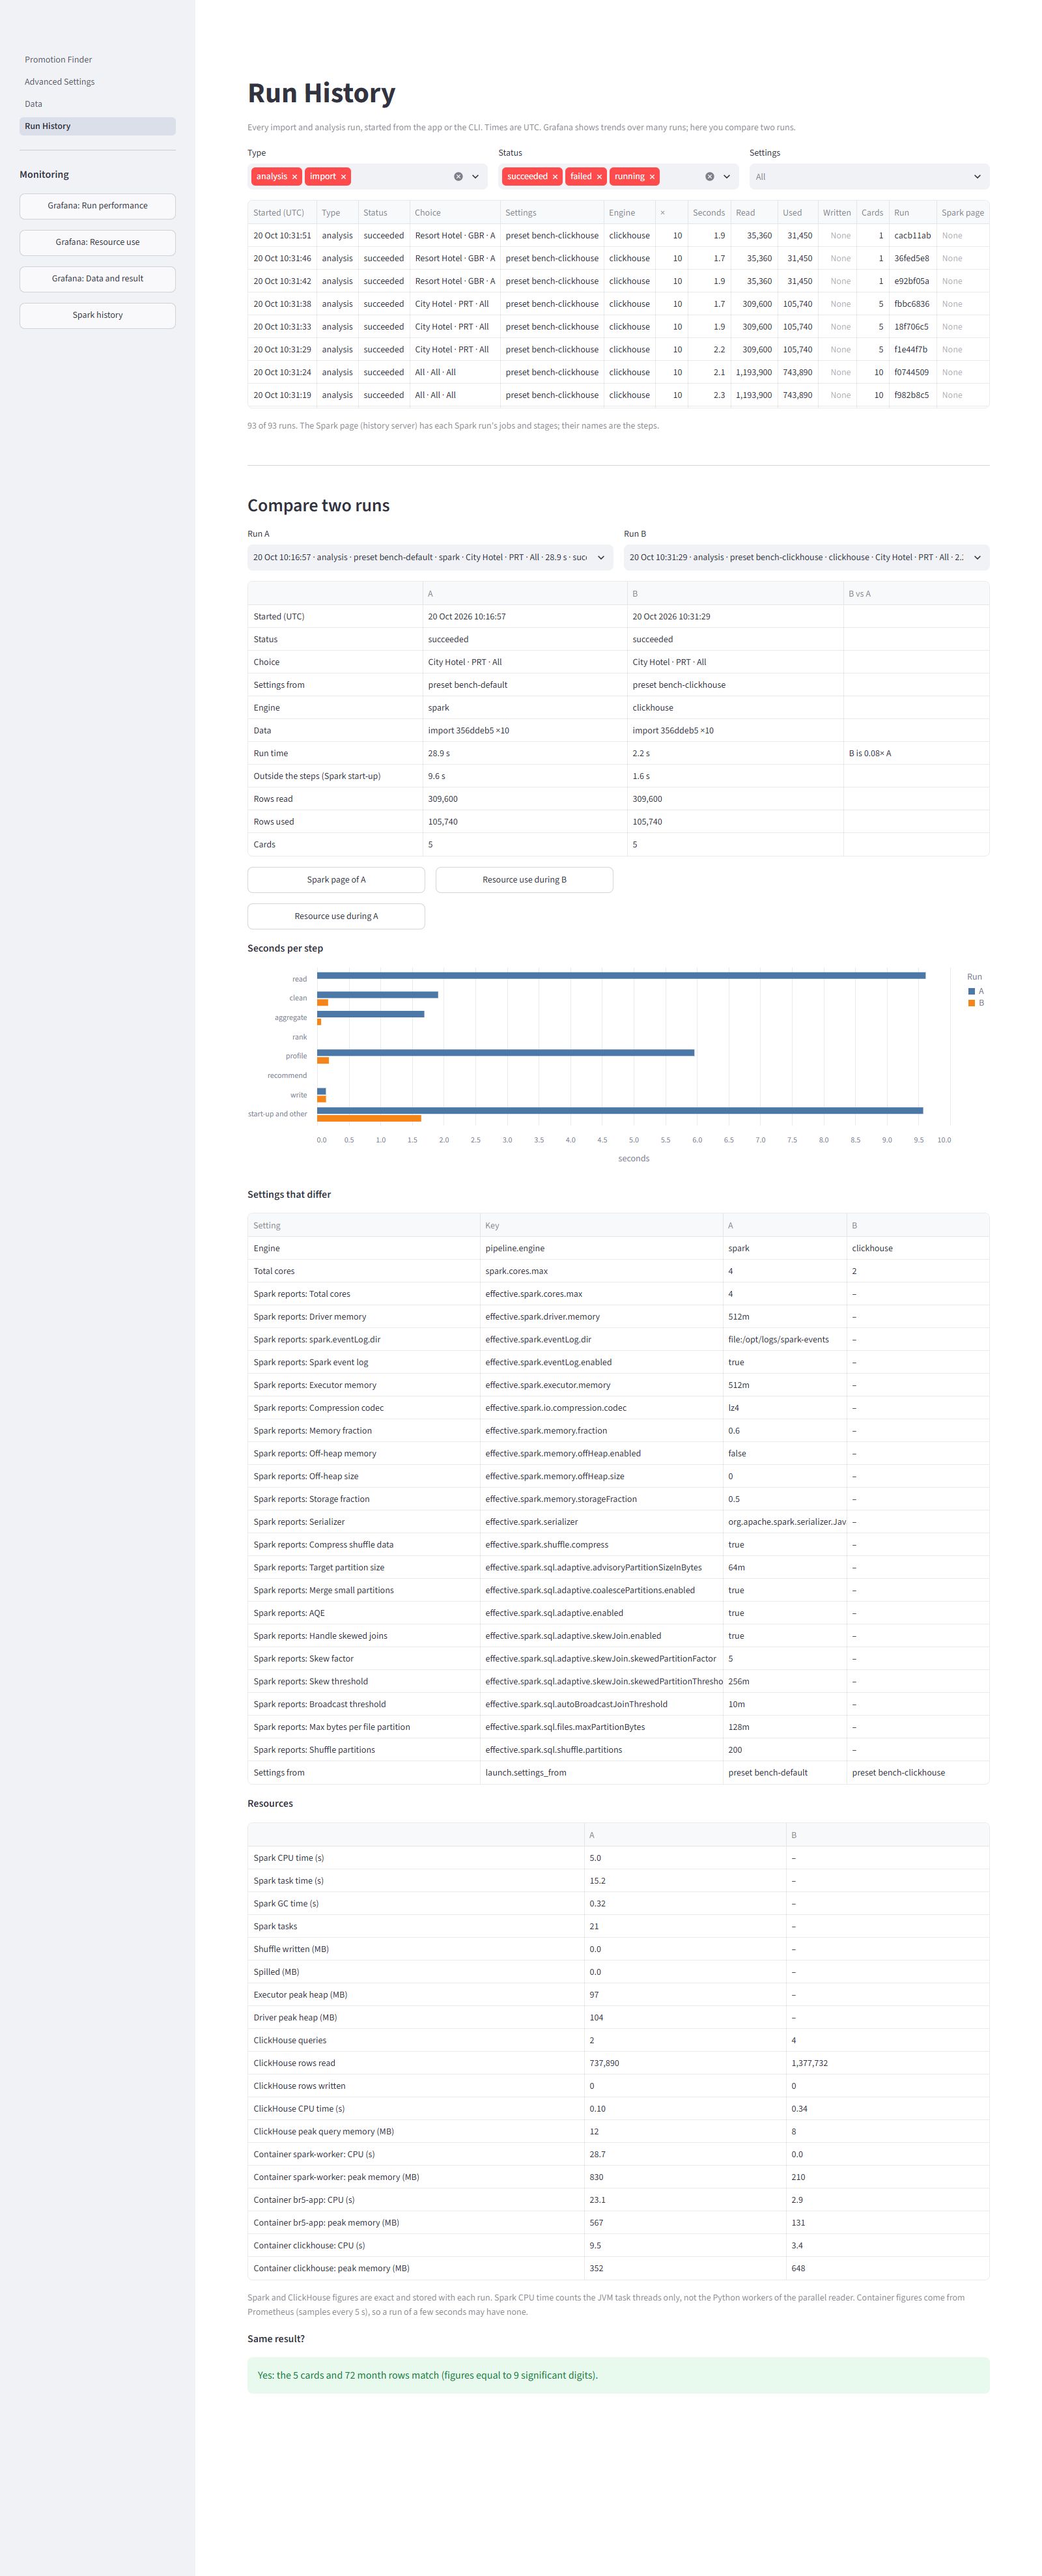 Promotion Finder
Advanced Settings
Data
Run History
Monitoring
Grafana: Run performance
Grafana: Resource use
Grafana: Data and result
Spark history
Run History
Every import and analysis run, started from the app or the CLI. Times are UTC. Grafana shows trends over many runs; here you compare two runs.
Type Status Settings
analysis × import × succeeded × failed × running × All
Started (UTC) Type Status Choice Settings Engine × Seconds Read Used Written Cards Run Spark page
20 Oct 10:31:51 analysis succeeded Resort Hotel · GBR · A preset bench-clickhouse clickhouse 10 1.9 35,360 31,450 None 1 cacb11ab None
20 Oct 10:31:46 analysis succeeded Resort Hotel · GBR · A preset bench-clickhouse clickhouse 10 1.7 35,360 31,450 None 1 36fed5e8 None
20 Oct 10:31:42 analysis succeeded Resort Hotel · GBR · A preset bench-clickhouse clickhouse 10 1.9 35,360 31,450 None 1 e92bf05a None
20 Oct 10:31:38 analysis succeeded City Hotel · PRT · All preset bench-clickhouse clickhouse 10 1.7 309,600 105,740 None 5 fbbc6836 None
20 Oct 10:31:33 analysis succeeded City Hotel · PRT · All preset bench-clickhouse clickhouse 10 1.9 309,600 105,740 None 5 18f706c5 None
20 Oct 10:31:29 analysis succeeded City Hotel · PRT · All preset bench-clickhouse clickhouse 10 2.2 309,600 105,740 None 5 f1e44f7b None
20 Oct 10:31:24 analysis succeeded All · All · All preset bench-clickhouse clickhouse 10 2.1 1,193,900 743,890 None 10 f0744509 None
20 Oct 10:31:19 analysis succeeded All · All · All preset bench-clickhouse clickhouse 10 2.3 1,193,900 743,890 None 10 f982b8c5 None
93 of 93 runs. The Spark page (history server) has each Spark run's jobs and stages; their names are the steps.
Compare two runs
Run A Run B
20 Oct 10:16:57 · analysis · preset bench-default · spark · City Hotel · PRT · All · 28.9 s · succ 20 Oct 10:31:29 · analysis · preset bench-clickhouse · clickhouse · City Hotel · PRT · All · 2.:
A B B vs A
Started (UTC) 20 Oct 2026 10:16:57 20 Oct 2026 10:31:29
Status succeeded succeeded
Choice City Hotel · PRT · All City Hotel · PRT · All
Settings from preset bench-default preset bench-clickhouse
Engine spark clickhouse
Data import 356ddeb5 ×10 import 356ddeb5 ×10
Run time 28.9 s 2.2 s B is 0.08× A
Outside the steps (Spark start-up) 9.6 s 1.6 s
Rows read 309,600 309,600
Rows used 105,740 105,740
Cards 5 5
Spark page of A Resource use during B
Resource use during A
Seconds per step
read
clean
aggregate
rank
profile
recommend
write
start-up and other
0.0 0.5 1.0 1.5 2.0 2.5 3.0 3.5 4.0 4.5 5.0 5.5 6.0 6.5 7.0 7.5 8.0 8.5 9.0 9.5 10.0
seconds
Run
A
B
Settings that differ
Setting Key A B
Engine pipeline.engine spark clickhouse
Total cores spark.cores.max 4 2
Spark reports: Total cores effective.spark.cores.max 4 –
Spark reports: Driver memory effective.spark.driver.memory 512m –
Spark reports: spark.eventLog.dir effective.spark.eventLog.dir file:/opt/logs/spark-events –
Spark reports: Spark event log effective.spark.eventLog.enabled true –
Spark reports: Executor memory effective.spark.executor.memory 512m –
Spark reports: Compression codec effective.spark.io.compression.codec lz4 –
Spark reports: Memory fraction effective.spark.memory.fraction 0.6 –
Spark reports: Off-heap memory effective.spark.memory.offHeap.enabled false –
Spark reports: Off-heap size effective.spark.memory.offHeap.size 0 –
Spark reports: Storage fraction effective.spark.memory.storageFraction 0.5 –
Spark reports: Serializer effective.spark.serializer org.apache.spark.serializer.Jav –
Spark reports: Compress shuffle data effective.spark.shuffle.compress true –
Spark reports: Target partition size effective.spark.sql.adaptive.advisoryPartitionSizeInBytes 64m –
Spark reports: Merge small partitions effective.spark.sql.adaptive.coalescePartitions.enabled true –
Spark reports: AQE effective.spark.sql.adaptive.enabled true –
Spark reports: Handle skewed joins effective.spark.sql.adaptive.skewJoin.enabled true –
Spark reports: Skew factor effective.spark.sql.adaptive.skewJoin.skewedPartitionFactor 5 –
Spark reports: Skew threshold effective.spark.sql.adaptive.skewJoin.skewedPartitionThresho 256m –
Spark reports: Broadcast threshold effective.spark.sql.autoBroadcastJoinThreshold 10m –
Spark reports: Max bytes per file partition effective.spark.sql.files.maxPartitionBytes 128m –
Spark reports: Shuffle partitions effective.spark.sql.shuffle.partitions 200 –
Settings from launch.settings_from preset bench-default preset bench-clickhouse
Resources
A B
Spark CPU time (s) 5.0 –
Spark task time (s) 15.2 –
Spark GC time (s) 0.32 –
Spark tasks 21 –
Shuffle written (MB) 0.0 –
Spilled (MB) 0.0 –
Executor peak heap (MB) 97 –
Driver peak heap (MB) 104 –
ClickHouse queries 2 4
ClickHouse rows read 737,890 1,377,732
ClickHouse rows written 0 0
ClickHouse CPU time (s) 0.10 0.34
ClickHouse peak query memory (MB) 12 8
Container spark-worker: CPU (s) 28.7 0.0
Container spark-worker: peak memory (MB) 830 210
Container br5-app: CPU (s) 23.1 2.9
Container br5-app: peak memory (MB) 567 131
Container clickhouse: CPU (s) 9.5 3.4
Container clickhouse: peak memory (MB) 352 648
Spark and ClickHouse figures are exact and stored with each run. Spark CPU time counts the JVM task threads only, not the Python workers of the parallel reader. Container figures come from
Prometheus (samples every 5 s), so a run of a few seconds may have none.
Same result?
Yes: the 5 cards and 72 month rows match (figures equal to 9 significant digits).